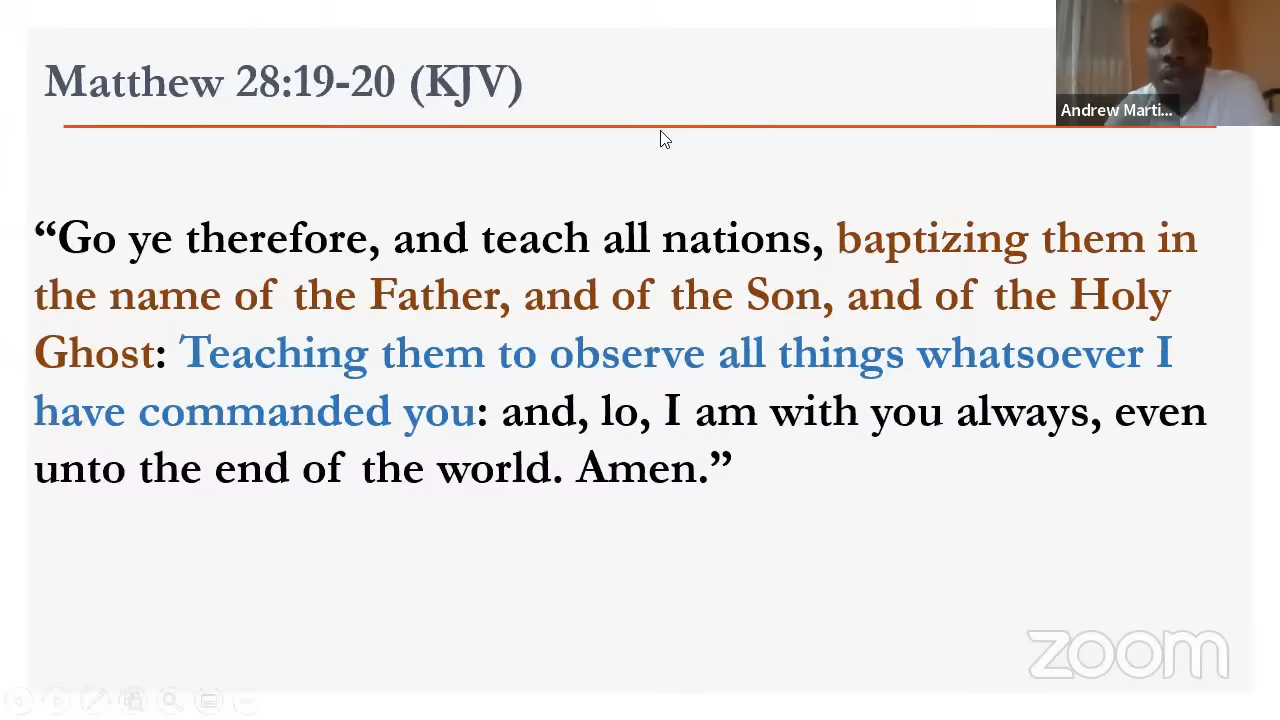 Matthew 28:19-20 (KJV)
Andrew Marti...
“Go ye therefore, and teach all nations, baptizing them in
the name of the Father, and of the Son, and of the Holy
Ghost: Teaching them to observe all things whatsoever I
have commanded you: and, lo, I am with you always, even
unto the end of the world. Amen.”
zoom